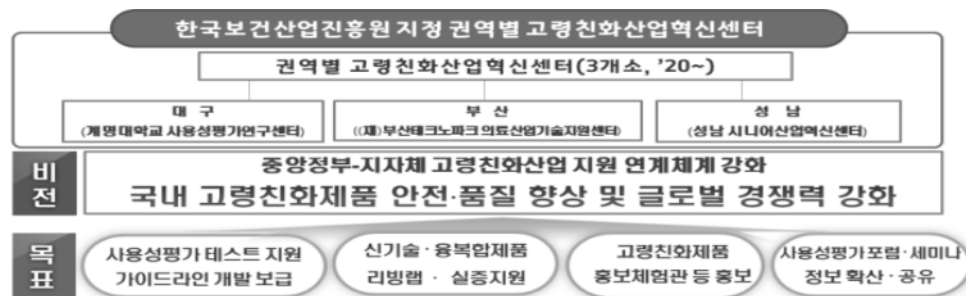 한국보건산업진흥원 지정 권역별 고령친화산업혁신센터
권역별 고령친화산업혁신센터(3개소, '20~)
대 구
(계명대학교 사용성평가연구센터)
부 산
((재)부산테크노파크 의료산업기술지원센터)
성 남
(성남 시니어산업혁신센터)
비전
중앙정부-지자체 고령친화산업 지원 연계체계 강화
국내 고령친화제품 안전·품질 향상 및 글로벌 경쟁력 강화
목표
사용성평가 테스트 지원
가이드라인 개발 보급
신기술·융복합제품
리빙랩 · 실증지원
고령친화제품
홍보체험관 등 홍보
사용성평가포럼·세미나
정보 확산·공유